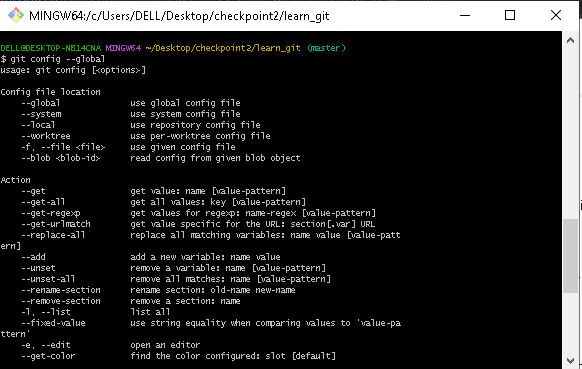 MINGW64:/c/Users/DELL/Desktop/checkpoint2/learn_git
DELL@DESKTOP-NB14CNA MINGW64 ~/Desktop/checkpoint2/learn_git (master)
$ git config --global
usage: git config [<options>]
Config file location
--global use global config file
--system use system config file
--local use repository config file
--worktree use per-worktree config file
-f, --file <file> use given config file
--blob <blob-id> read config from given blob object
Action
--get get value: name [value-pattern]
--get-all get all values: key [value-pattern]
--get-regexp get values for regexp: name-regex [value-pattern]
--get-urlmatch get value specific for the URL: section[.var] URL
--replace-all replace all matching variables: name value [value-patt
ern]
--add add a new variable: name value
--unset remove a variable: name [value-pattern]
--unset-all remove all matches: name [value-pattern]
--rename-section rename section: old-name new-name
--remove-section remove a section: name
-l, --list list all
--fixed-value use string equality when comparing values to 'value-pa
ttern'
-e, --edit open an editor
--get-color find the color configured: slot [default]